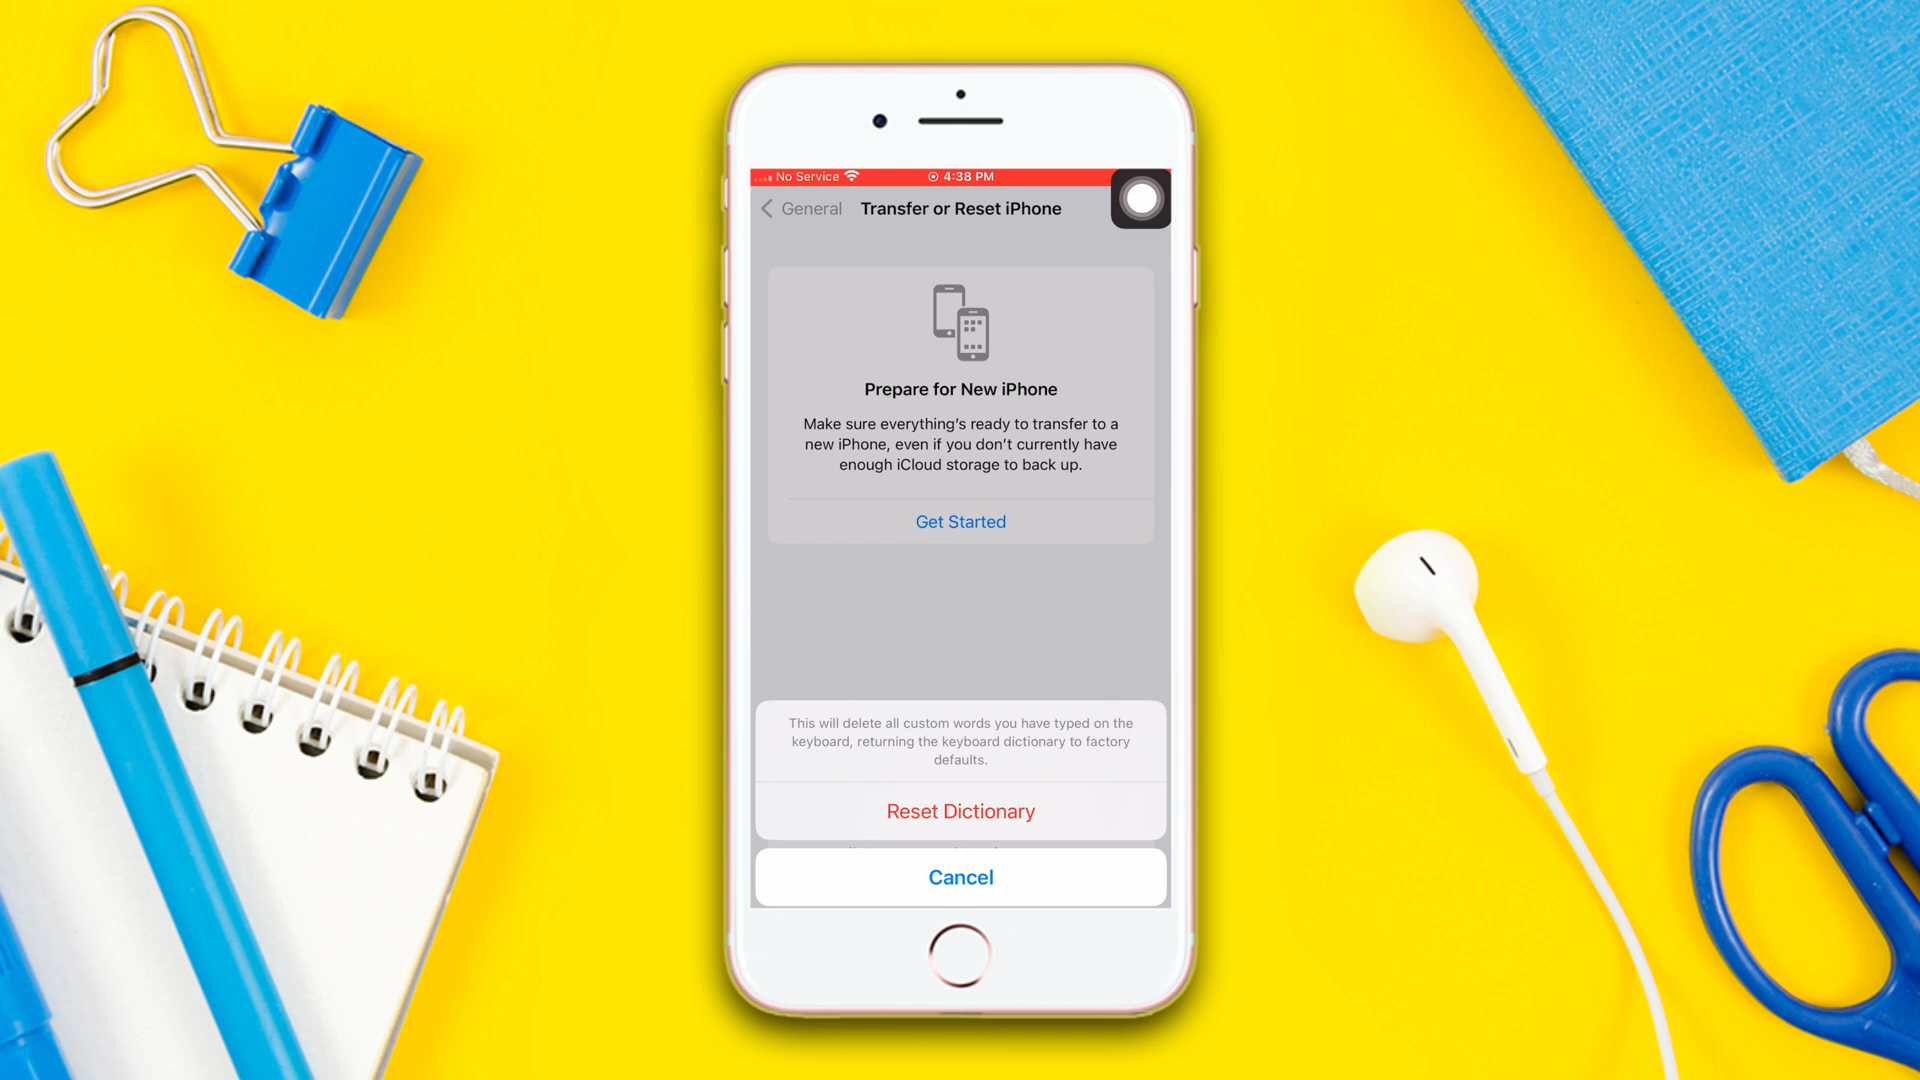 No Service 4:38 PM
General Transfer or Reset iPhone
Prepare for New iPhone
Make sure everything's ready to transfer to a
new iPhone, even if you don't currently have
enough iCloud storage to back up.
Get Started
This will delete all custom words you have typed on the
keyboard, returning the keyboard dictionary to factory
defaults.
Reset Dictionary
Cancel